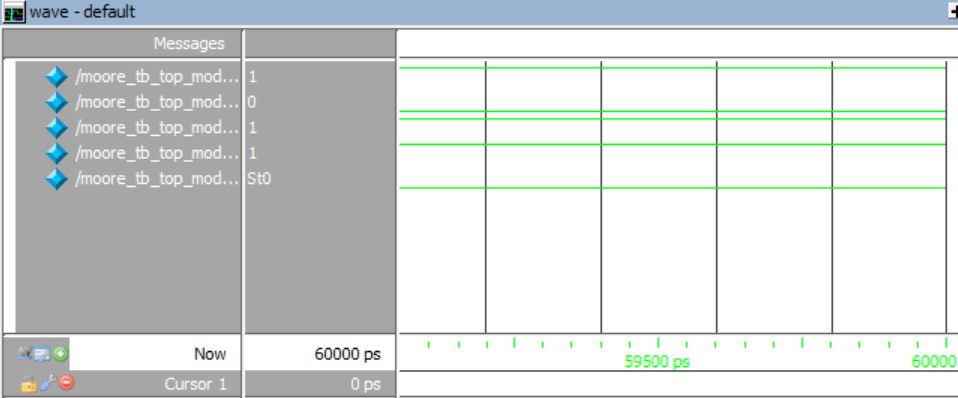 wave - default
Messages
/moore_tb_top_mod... 1
/moore_tb_top_mod... 0
/moore_tb_top_mod... 1
/moore_tb_top_mod... 1
/moore_tb_top_mod... St0
Now 60000 ps 59500 ps 60000
Cursor 1 0 ps